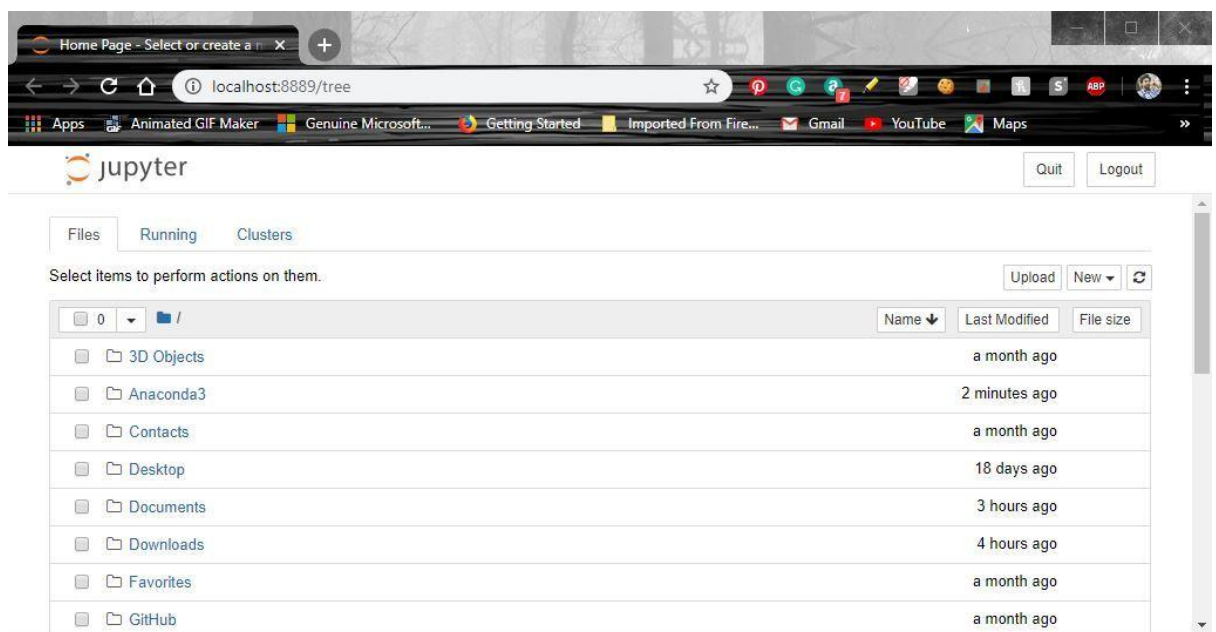 Home Page - Select or create a n
localhost:8889/tree
7 ABP
Apps Animated GIF Maker Genuine Microsoft... Getting Started Imported From Fire... Gmail YouTube Maps »
jupyter Quit Logout
Files Running Clusters
Select items to perform actions on them. Upload New
0 / Name Last Modified File size
3D Objects a month ago
Anaconda3 2 minutes ago
Contacts a month ago
Desktop 18 days ago
Documents 3 hours ago
Downloads 4 hours ago
Favorites a month ago
GitHub a month ago